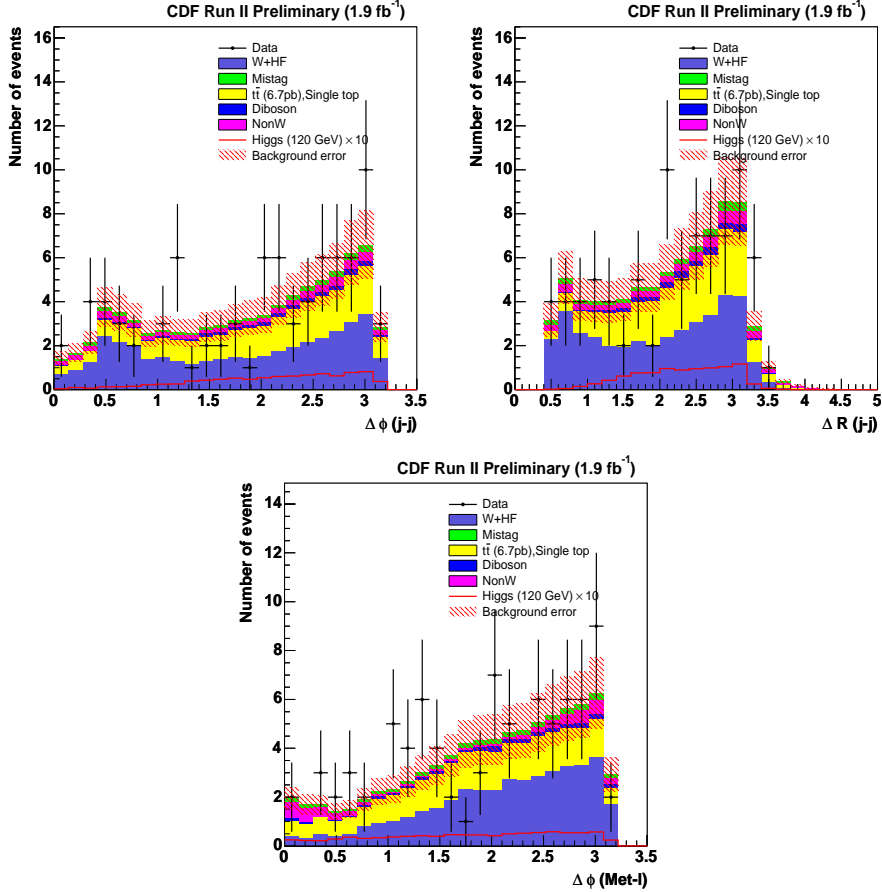 CDF Run II Preliminary (1.9 fb⁻¹)
Number of events
16
14
12
10
8
6
4
2
0
Data
W+HF
Mistag
tt̄ (6.7pb),Single top
Diboson
NonW
Higgs (120 GeV) × 10
Background error
0 0.5 1 1.5 2 2.5 3 3.5
Δ ϕ (j-j)
CDF Run II Preliminary (1.9 fb⁻¹)
Number of events
16
14
12
10
8
6
4
2
0
Data
W+HF
Mistag
tt̄ (6.7pb),Single top
Diboson
NonW
Higgs (120 GeV) × 10
Background error
0 0.5 1 1.5 2 2.5 3 3.5 4 4.5 5
Δ R (j-j)
CDF Run II Preliminary (1.9 fb⁻¹)
Number of events
14
12
10
8
6
4
2
0
Data
W+HF
Mistag
tt̄ (6.7pb),Single top
Diboson
NonW
Higgs (120 GeV) × 10
Background error
0 0.5 1 1.5 2 2.5 3 3.5
Δ ϕ (Met-l)